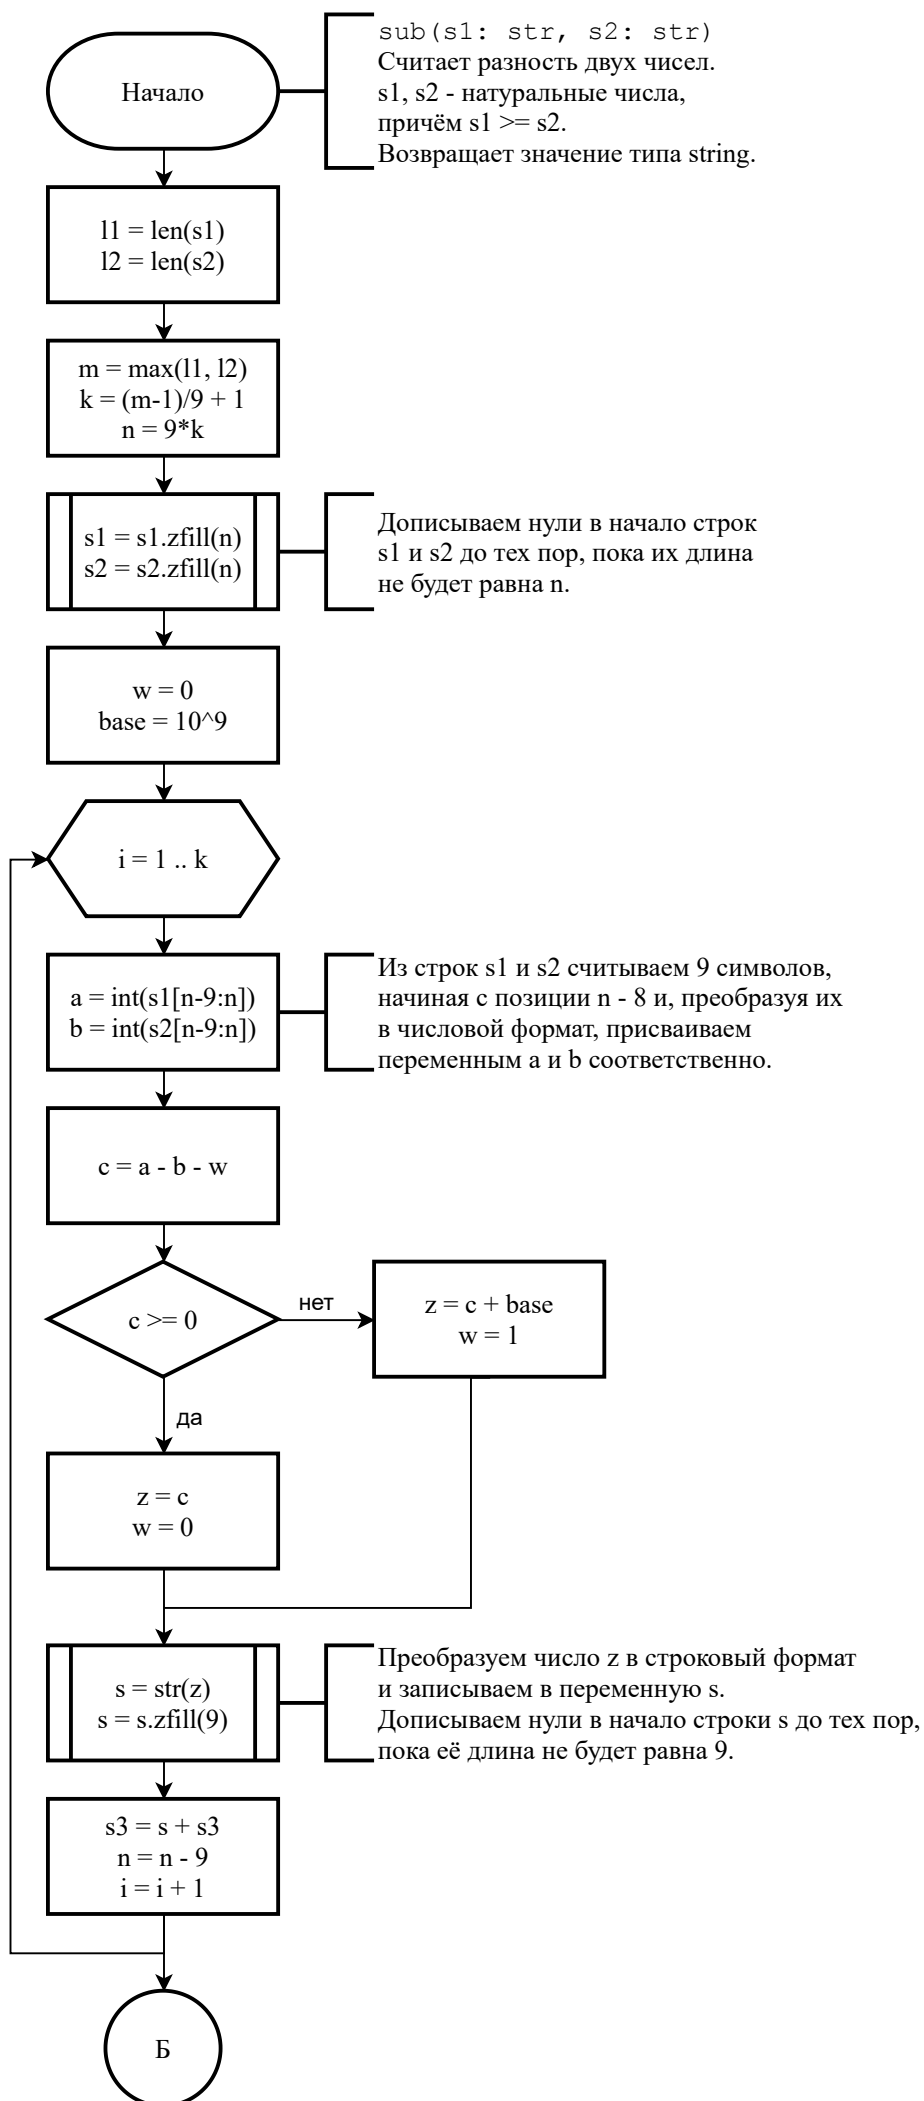 Начало
sub(s1: str, s2: str)
Считает разность двух чисел.
s1, s2 - натуральные числа,
причём s1 >= s2.
Возвращает значение типа string.
l1 = len(s1)
l2 = len(s2)
m = max(l1, l2)
k = (m-1)/9 + 1
n = 9*k
s1 = s1.zfill(n)
s2 = s2.zfill(n)
Дописываем нули в начало строк
s1 и s2 до тех пор, пока их длина
не будет равна n.
w = 0
base = 10^9
i = 1 .. k
a = int(s1[n-9:n])
b = int(s2[n-9:n])
Из строк s1 и s2 считываем 9 символов,
начиная с позиции n - 8 и, преобразуя их
в числовой формат, присваиваем
переменным a и b соответственно.
c = a - b - w
c >= 0
нет
z = c + base
w = 1
да
z = c
w = 0
s = str(z)
s = s.zfill(9)
Преобразуем число z в строковый формат
и записываем в переменную s.
Дописываем нули в начало строки s до тех пор,
пока её длина не будет равна 9.
s3 = s + s3
n = n - 9
i = i + 1
Б